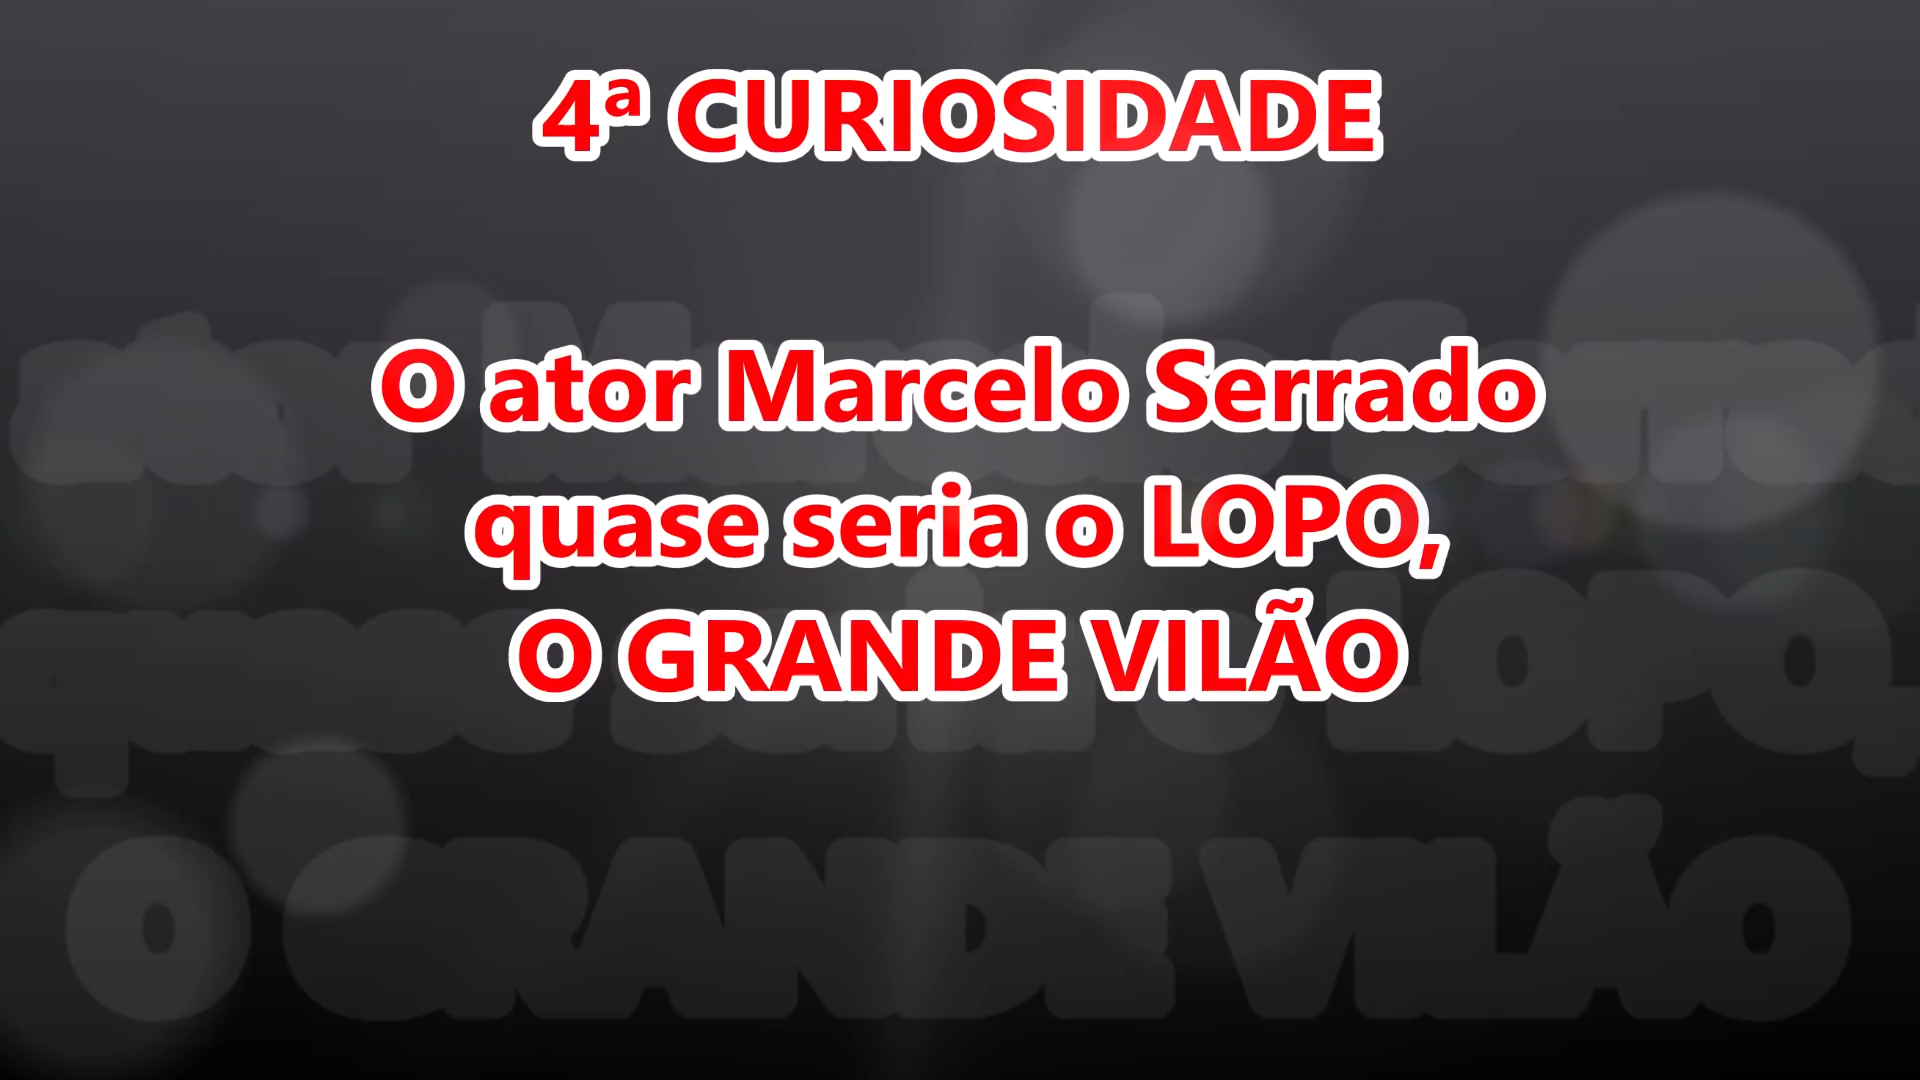 4ª CURIOSIDADE
O ator Marcelo Serrado
quase seria o LOPO,
O GRANDE VILÃO